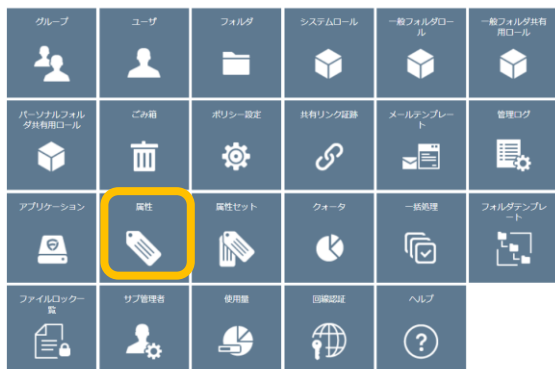 グループ
ユーザ
フォルダ
システムロール
一般フォルダロー
ル
一般フォルダ共有
用ロール
パーソナルフォル
ダ共有用ロール
ごみ箱
ポリシー設定
共有リンク証跡
メールテンプレー
ト
管理ログ
アプリケーション
属性
属性セット
クォータ
一括処理
フォルダテンプレ
ート
ファイルロック一
覧
サブ管理者
使用量
回線認証
ヘルプ